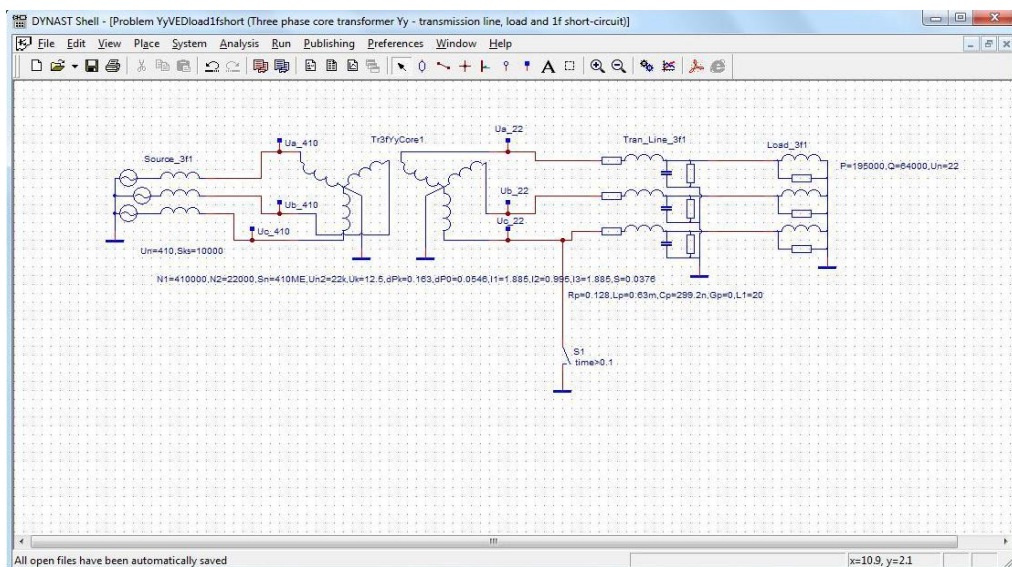 DYNAST Shell - [Problem YyVEDload1fshort (Three phase core transformer Yy - transmission line, load and 1f short-circuit)]
File Edit View Place System Analysis Run Publishing Preferences Window Help
A
Ua_22
Ua_410
Tr3fYyCore1
Tran_Line_3f1
Load_3f1
Source_3f1
P=195000,Q=64000,Un=22
Ub_22
Ub_410
Uc_22
Uc_410
Un=410,Sks=10000
N1=410000,N2=22000,Sn=410ME,Un2=22k,Uk=12.5,dPk=0.163,dP0=0.0546,I1=1.885,I2=0.995,I3=1.885,S=0.0376
Rp=0.128,Lp=0.63m,Cp=299.2n,Gp=0,L1=20
S1
time>0.1
All open files have been automatically saved
x=10.9, y=2.1